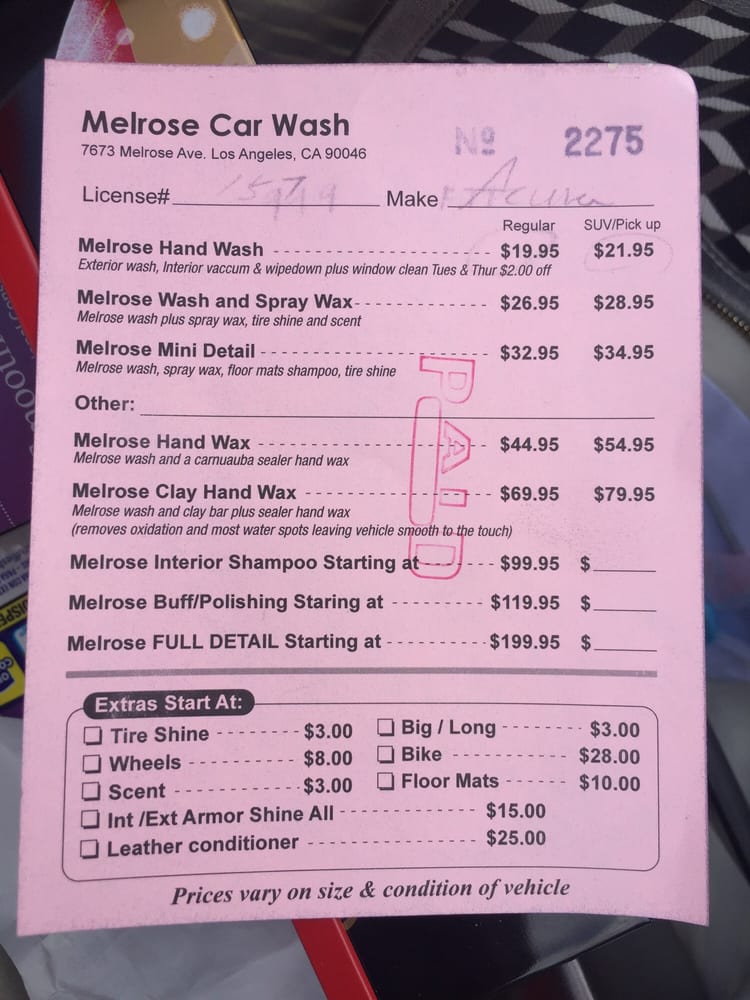 Melrose Car Wash
7673 Melrose Ave. Los Angeles, CA 90046
Nº 2275
License# Make Acura
Regular SUV/Pick up
Melrose Hand Wash $19.95 $21.95
Exterior wash, Interior vaccum & wipedown plus window clean Tues & Thur $2.00 off
Melrose Wash and Spray Wax $26.95 $28.95
Melrose wash plus spray wax, tire shine and scent
Melrose Mini Detail $32.95 $34.95
Melrose wash, spray wax, floor mats shampoo, tire shine
PAID
Other:
Melrose Hand Wax $44.95 $54.95
Melrose wash and a carnuauba sealer hand wax
Melrose Clay Hand Wax $69.95 $79.95
Melrose wash and clay bar plus sealer hand wax
(removes oxidation and most water spots leaving vehicle smooth to the touch)
Melrose Interior Shampoo Starting at $99.95 $
Melrose Buff/Polishing Staring at $119.95 $
Melrose FULL DETAIL Starting at $199.95 $
Extras Start At:
Tire Shine $3.00 Big / Long $3.00
Wheels $8.00 Bike $28.00
Scent $3.00 Floor Mats $10.00
Int /Ext Armor Shine All $15.00
Leather conditioner $25.00
Prices vary on size & condition of vehicle